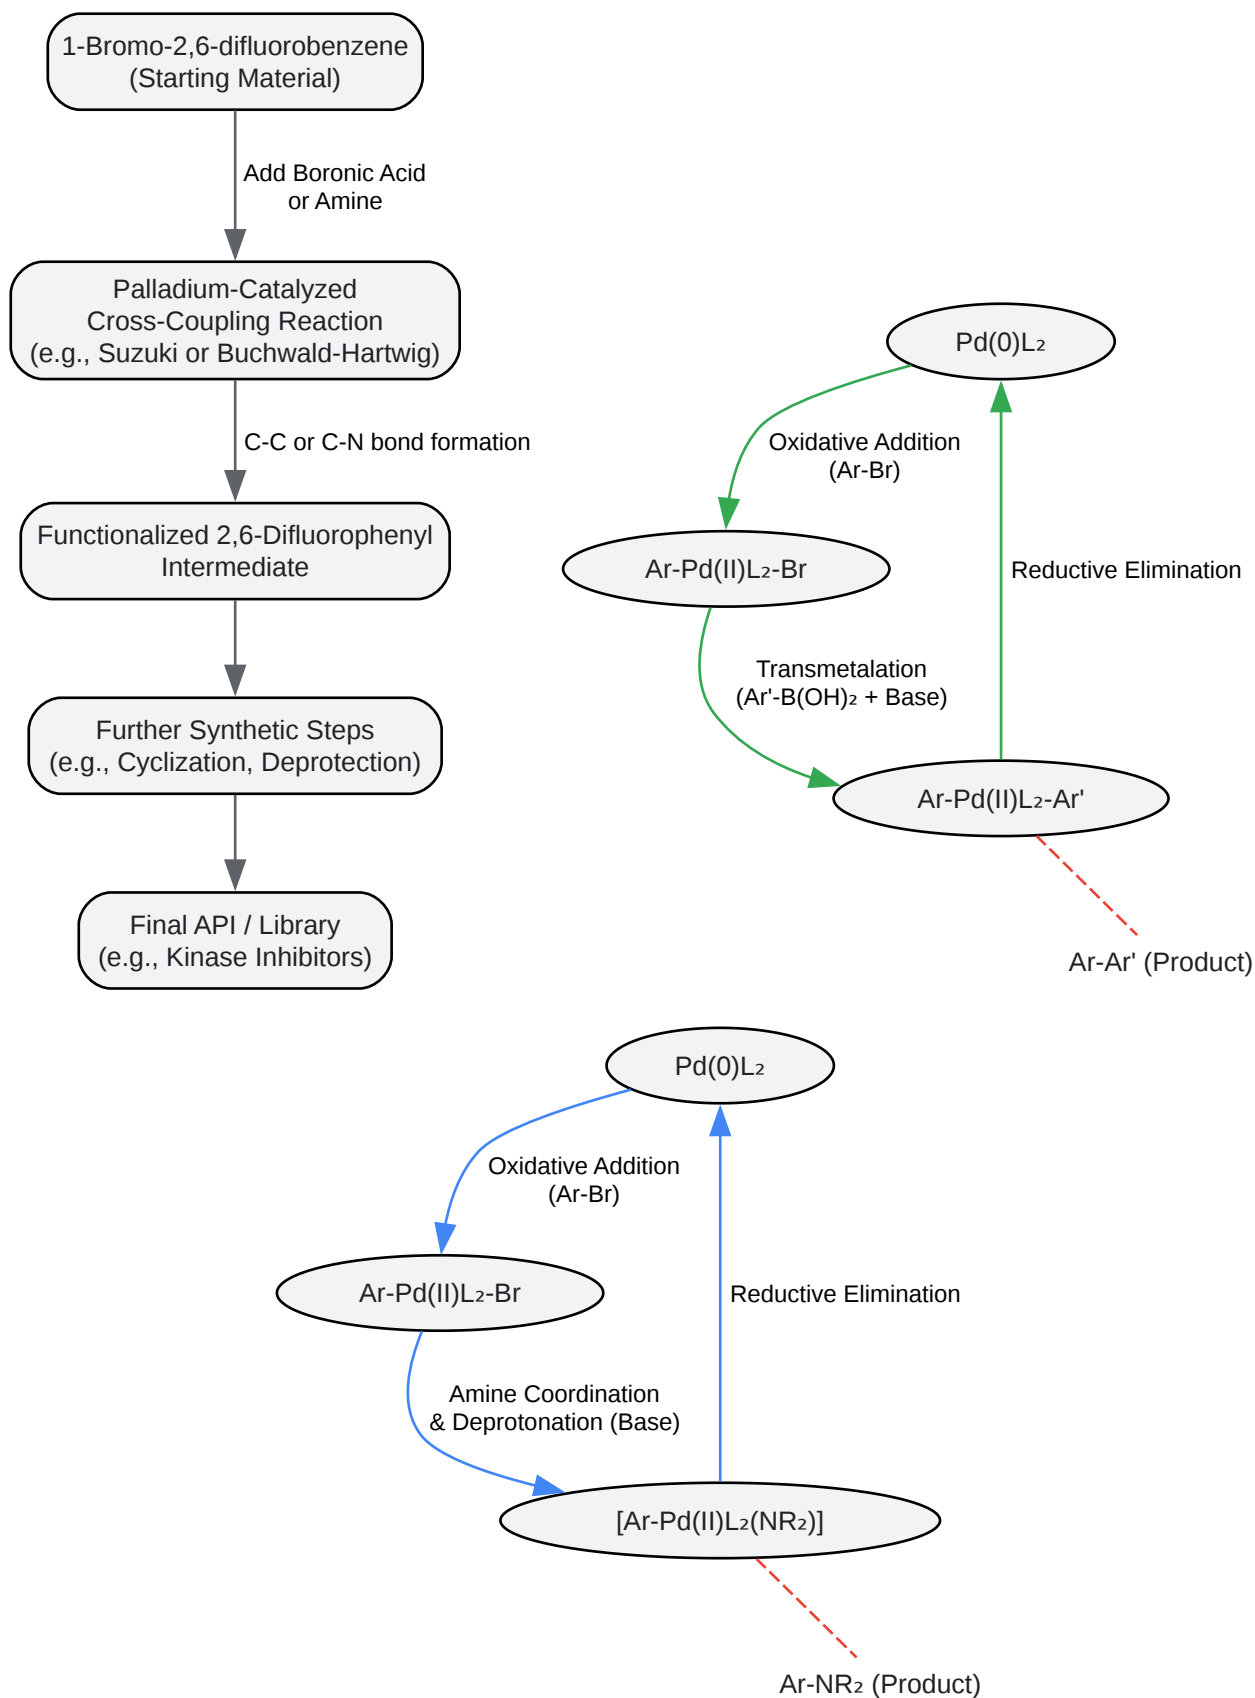 1-Bromo-2,6-difluorobenzene
(Starting Material)
Add Boronic Acid
or Amine
Palladium-Catalyzed
Cross-Coupling Reaction
(e.g., Suzuki or Buchwald-Hartwig)
C-C or C-N bond formation
Functionalized 2,6-Difluorophenyl
Intermediate
Further Synthetic Steps
(e.g., Cyclization, Deprotection)
Final API / Library
(e.g., Kinase Inhibitors)
Pd(0)L₂
Oxidative Addition
(Ar-Br)
Ar-Pd(II)L₂-Br
Reductive Elimination
Transmetalation
(Ar'-B(OH)₂ + Base)
Ar-Pd(II)L₂-Ar'
Ar-Ar' (Product)
Pd(0)L₂
Oxidative Addition
(Ar-Br)
Ar-Pd(II)L₂-Br
Reductive Elimination
Amine Coordination
& Deprotonation (Base)
[Ar-Pd(II)L₂(NR₂)]
Ar-NR₂ (Product)